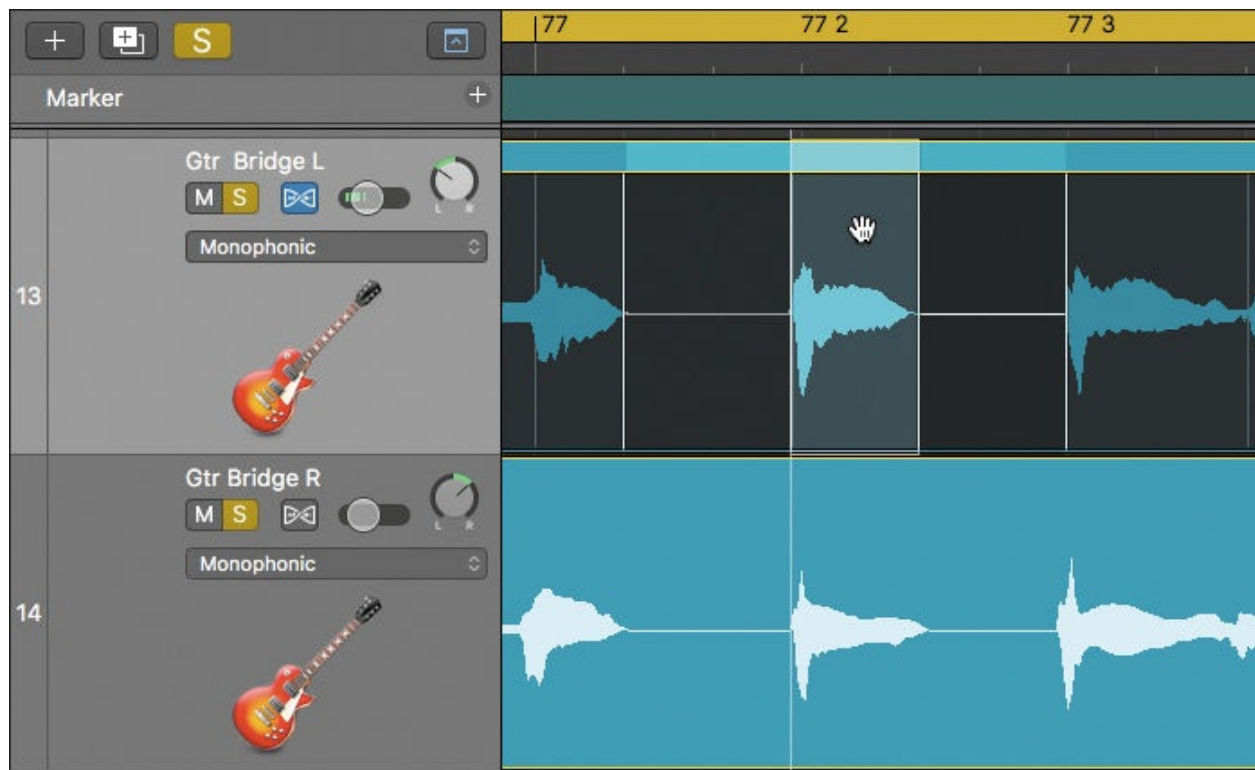 S
77
77 2
77 3
Marker
Gtr Bridge L
M S
L R
Monophonic
13
Gtr Bridge R
M S
L R
Monophonic
14